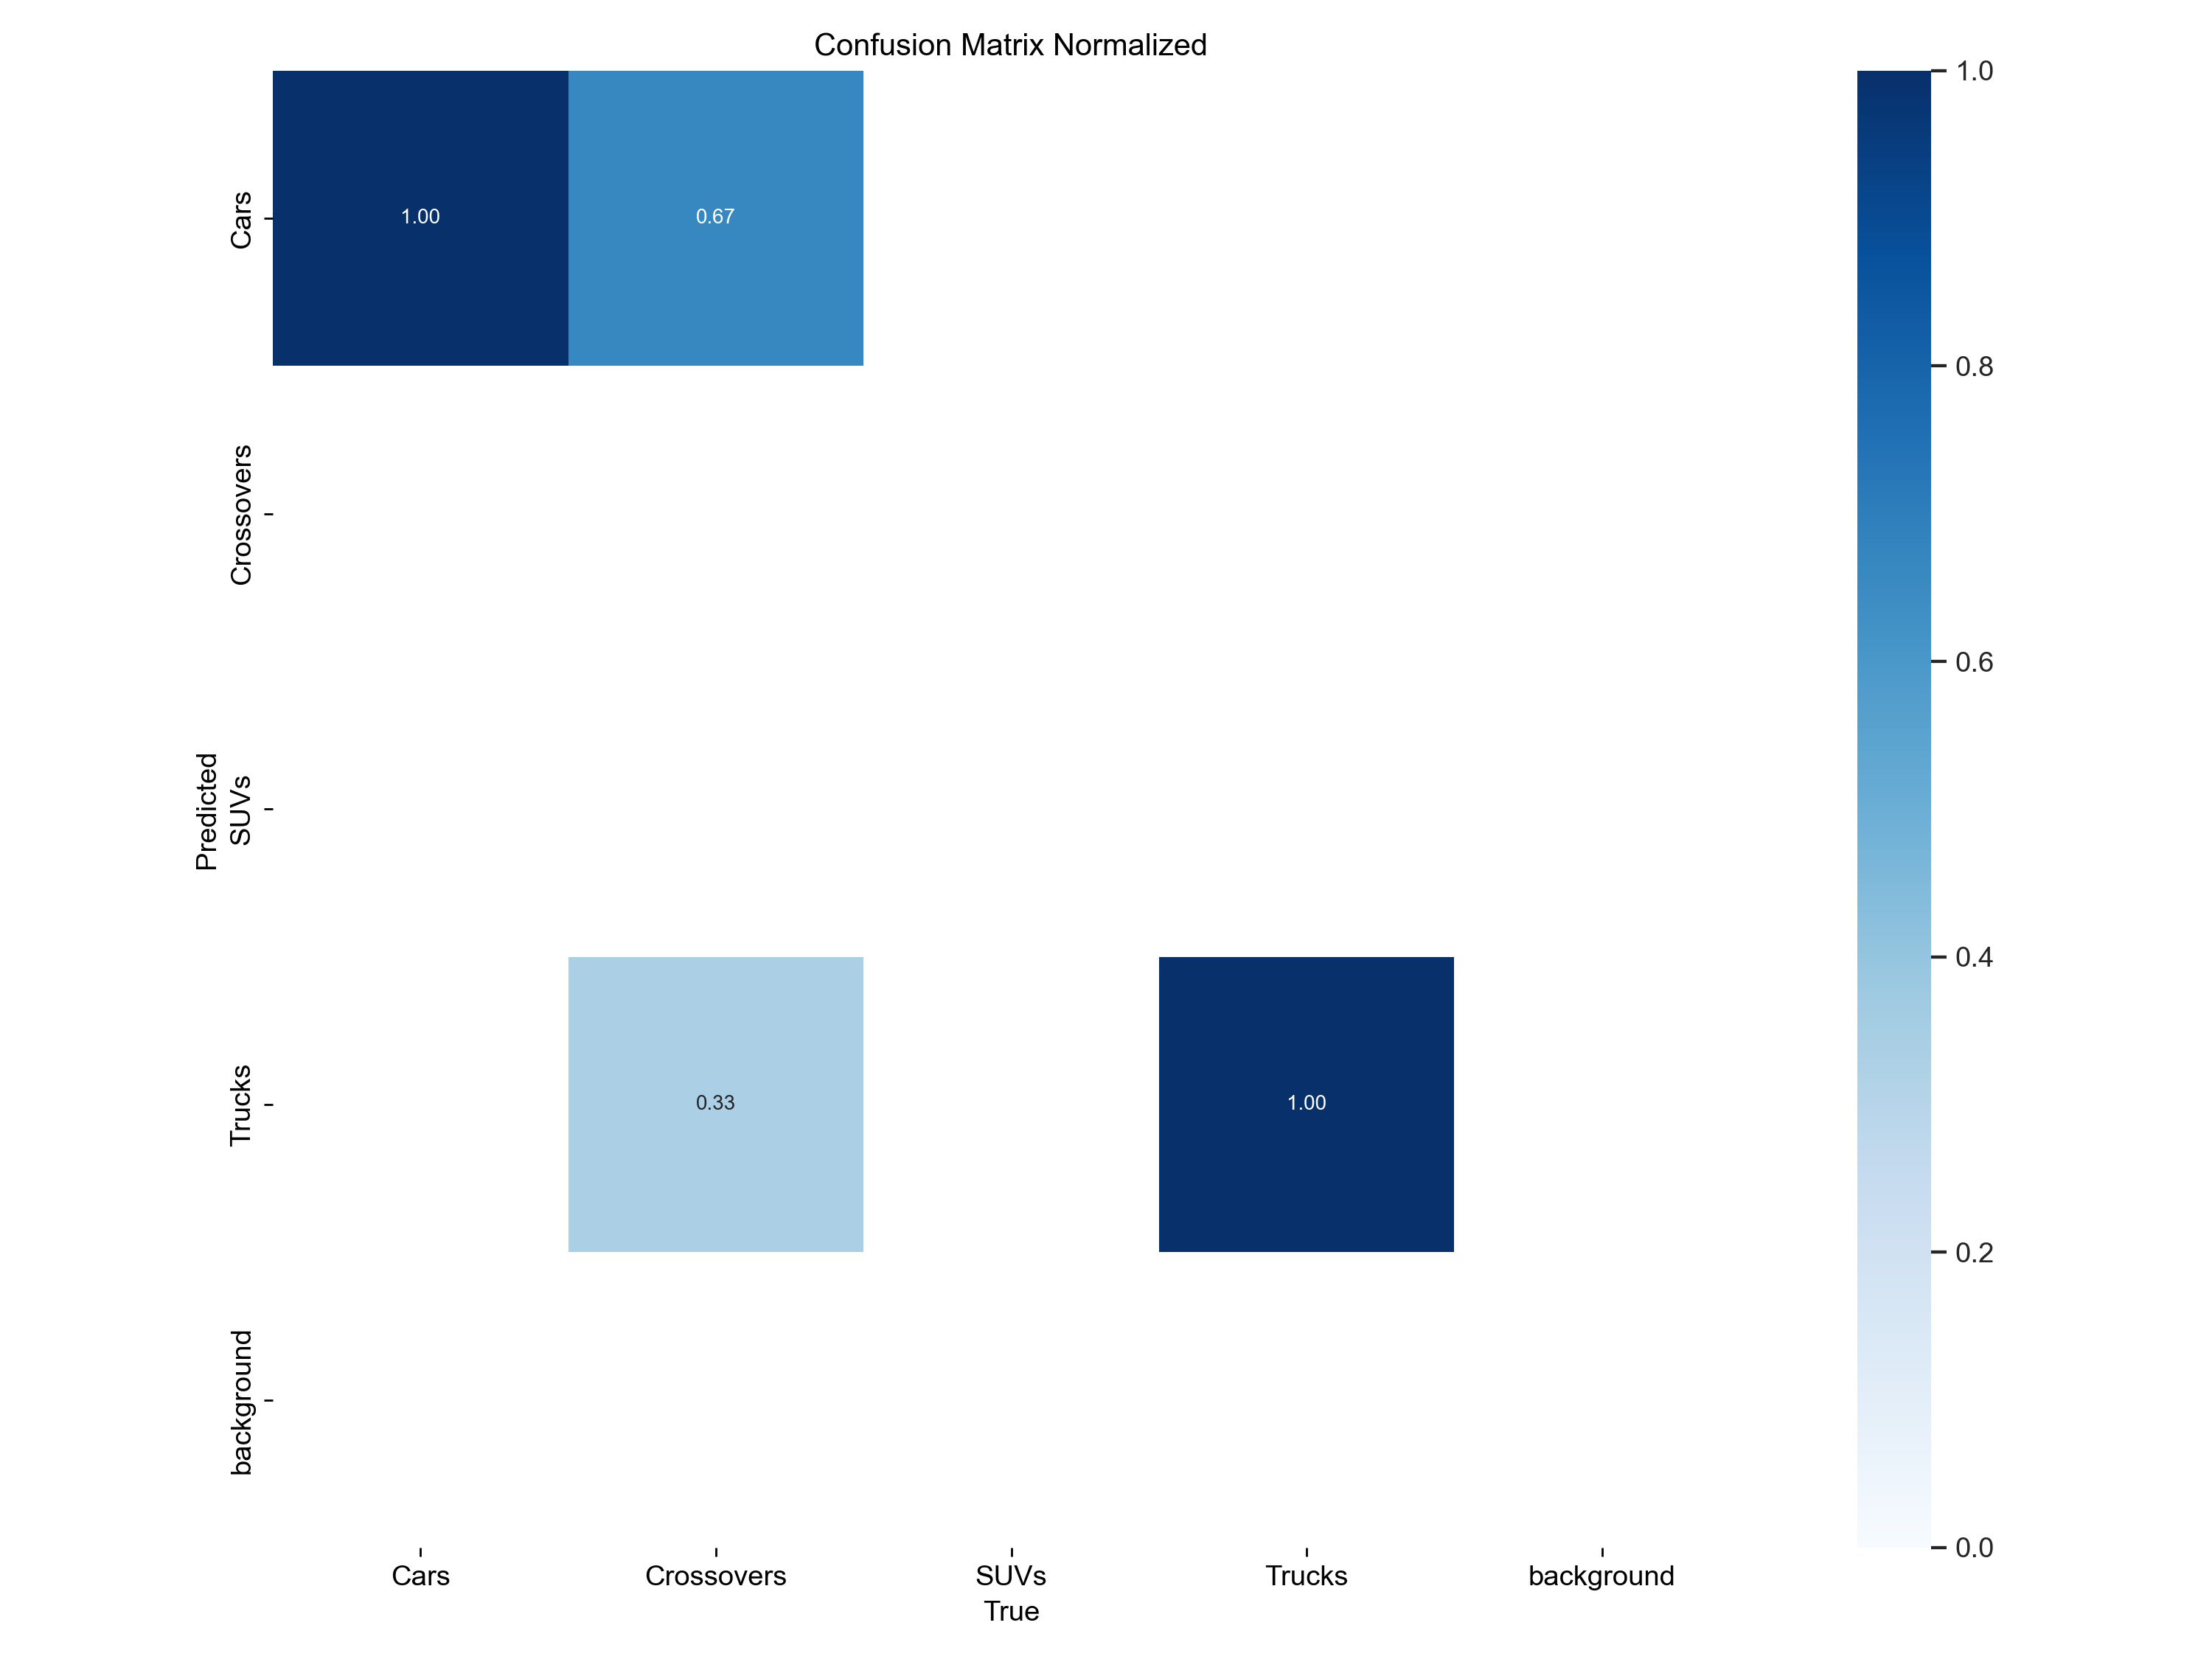 Confusion Matrix Normalized
Cars
Crossovers
SUVs
Trucks
background
Predicted
1.00
0.67
0.33
1.00
Cars
Crossovers
SUVs
Trucks
background
True
1.0
0.8
0.6
0.4
0.2
0.0